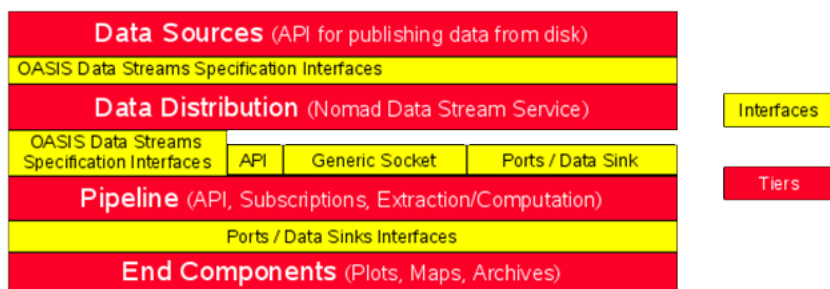 Data Sources (API for publishing data from disk)
OASIS Data Streams Specification Interfaces
Data Distribution (Nomad Data Stream Service)
Interfaces
OASIS Data Streams
Specification Interfaces
API
Generic Socket
Ports / Data Sink
Pipeline (API, Subscriptions, Extraction/Computation)
Tiers
Ports / Data Sinks Interfaces
End Components (Plots, Maps, Archives)